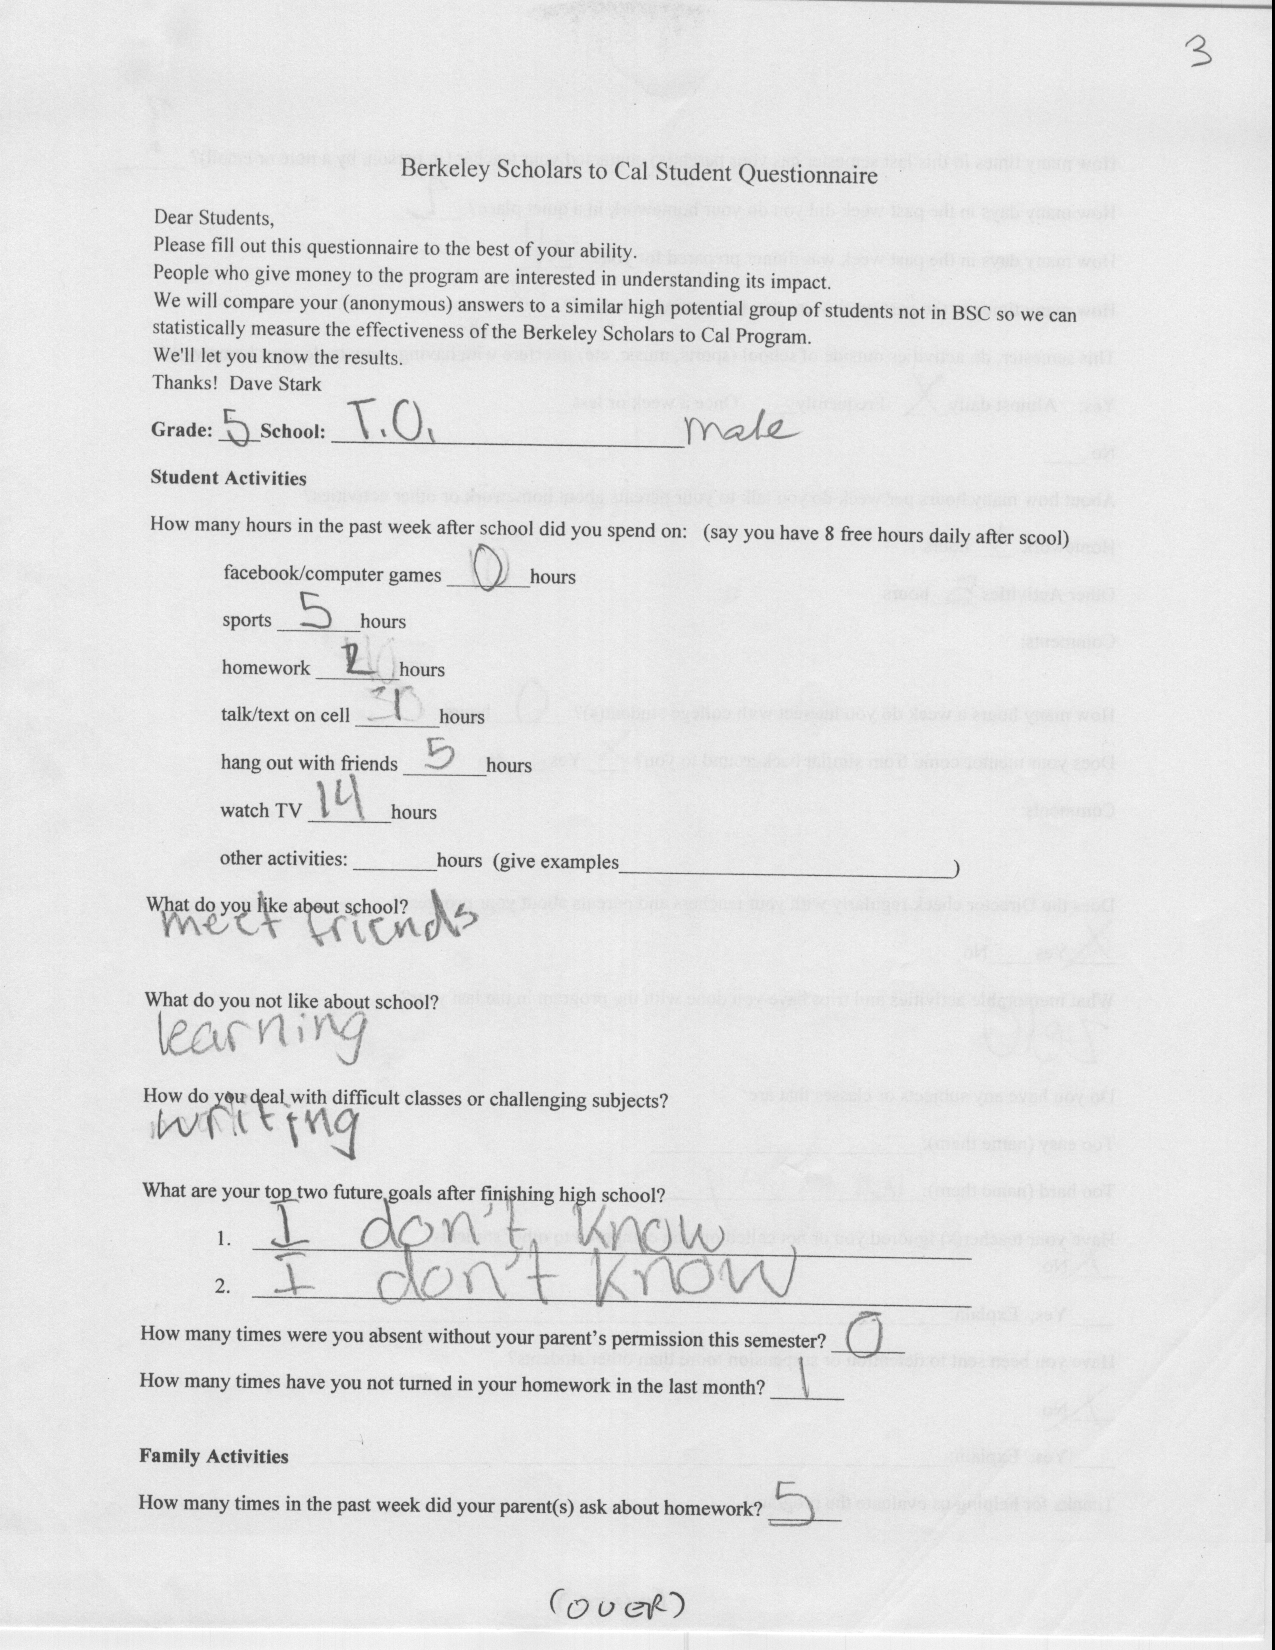 3
Berkeley Scholars to Cal Student Questionnaire
Dear Students,
Please fill out this questionnaire to the best of your ability.
People who give money to the program are interested in understanding its impact.
We will compare your (anonymous) answers to a similar high potential group of students not in BSC so we can
statistically measure the effectiveness of the Berkeley Scholars to Cal Program.
We'll let you know the results.
Thanks! Dave Stark
Grade: 5 School: T.O. male
Student Activities
How many hours in the past week after school did you spend on: (say you have 8 free hours daily after scool)
facebook/computer games 0 hours
sports 5 hours
homework 2 hours
talk/text on cell 1 hours
hang out with friends 5 hours
watch TV 14 hours
other activities: ______ hours (give examples______)
What do you like about school?
meet friends
What do you not like about school?
learning
How do you deal with difficult classes or challenging subjects?
writing
What are your top two future goals after finishing high school?
1. I don't know
2. I don't know
How many times were you absent without your parent's permission this semester? 0
How many times have you not turned in your homework in the last month? 1
Family Activities
How many times in the past week did your parent(s) ask about homework? 5
(OVER)